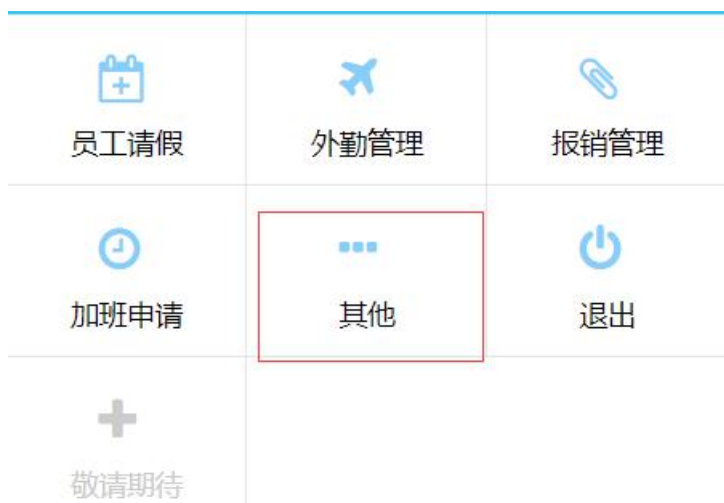 员工请假
外勤管理
报销管理
加班申请
其他
退出
敬请期待